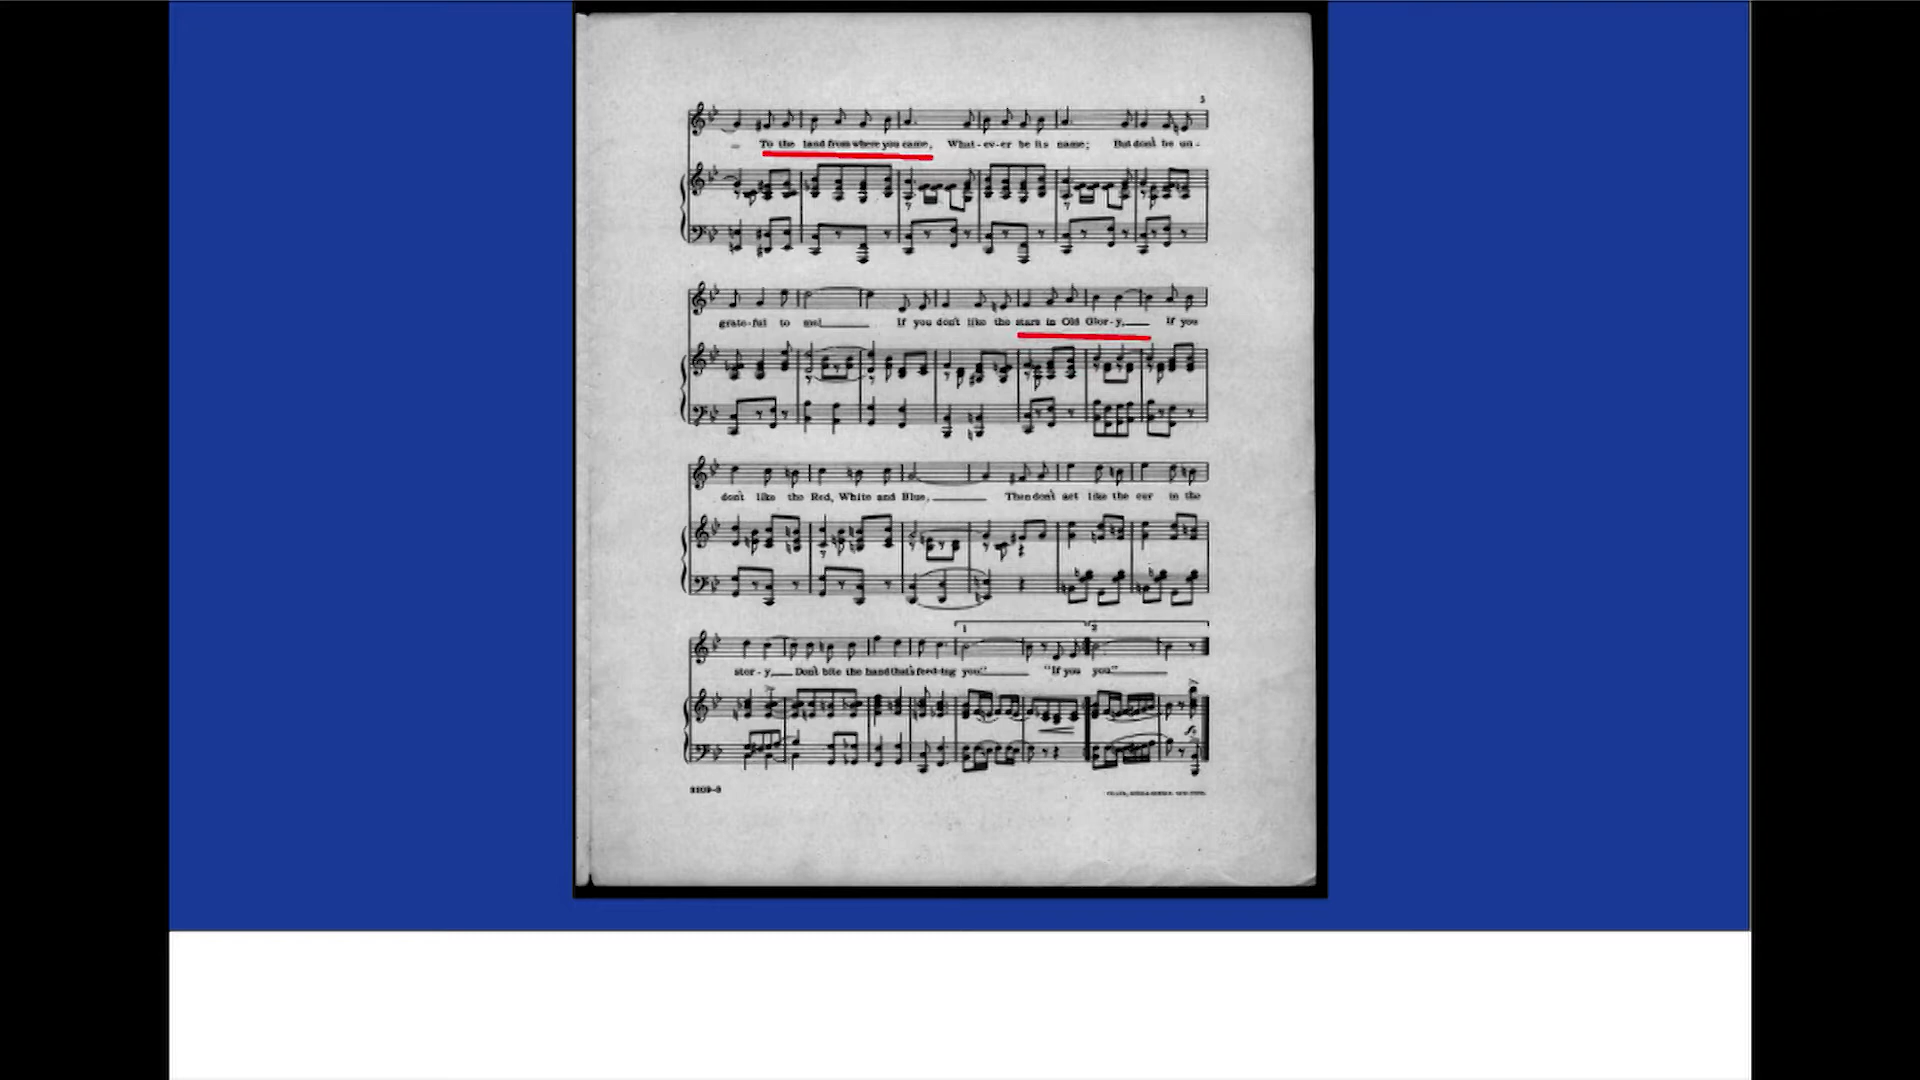 5
To the land from where you came, What-ev-er be its name; But don't be un-
grate-ful to me! If you don't like the stars in Old Glor-y, If you
don't like the Red, White and Blue, Then don't act like the cur in the
stor-y, Don't bite the hand that's feed-ing you." "If you you."
1 2
3109-3